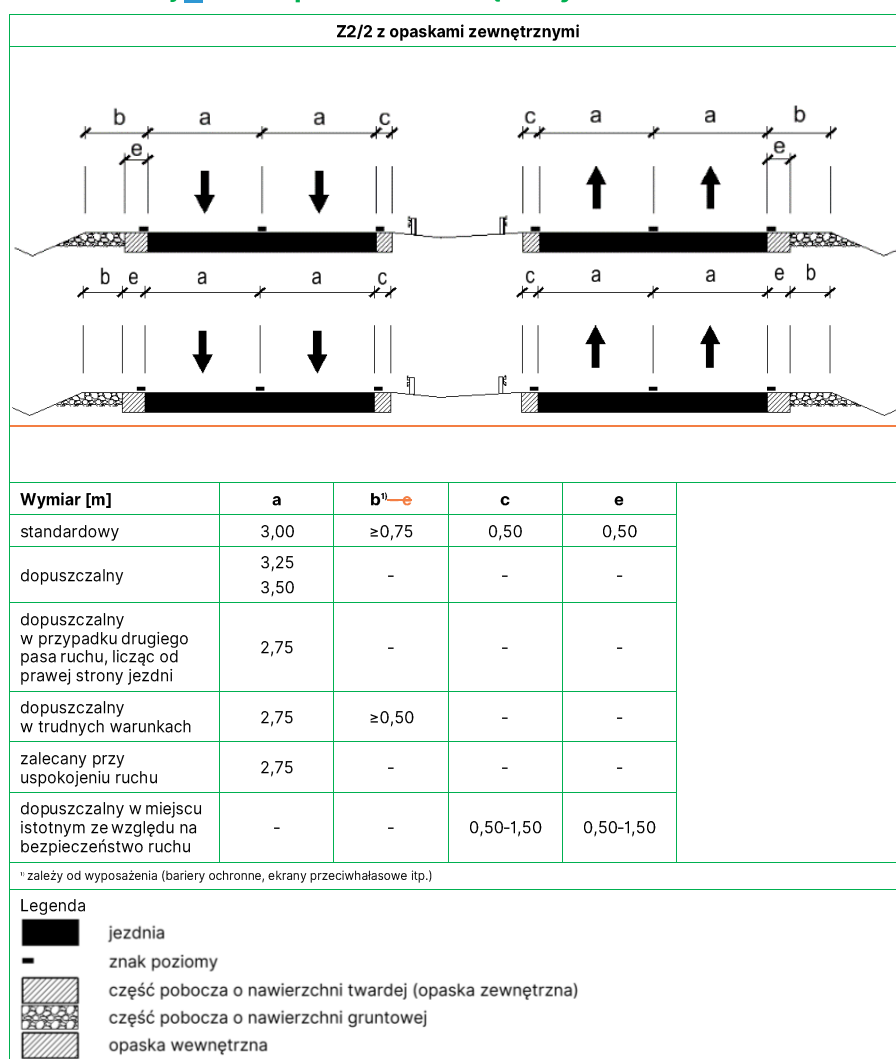 Z2/2 z opaskami zewnętrznymi
b a a c c a a b
e e
b e a a c c a a e b
Wymiar [m] a b¹⁾ e c e
standardowy 3,00 ≥0,75 0,50 0,50
dopuszczalny 3,25 - - -
3,50
dopuszczalny
w przypadku drugiego
pasa ruchu, licząc od 2,75 - - -
prawej strony jezdni
dopuszczalny
w trudnych warunkach 2,75 ≥0,50 - -
zalecany przy
uspokojeniu ruchu 2,75 - - -
dopuszczalny w miejscu
istotnym ze względu na - - 0,50-1,50 0,50-1,50
bezpieczeństwo ruchu
¹⁾ zależy od wyposażenia (bariery ochronne, ekrany przeciwhałasowe itp.)
Legenda
jezdnia
znak poziomy
część pobocza o nawierzchni twardej (opaska zewnętrzna)
część pobocza o nawierzchni gruntowej
opaska wewnętrzna